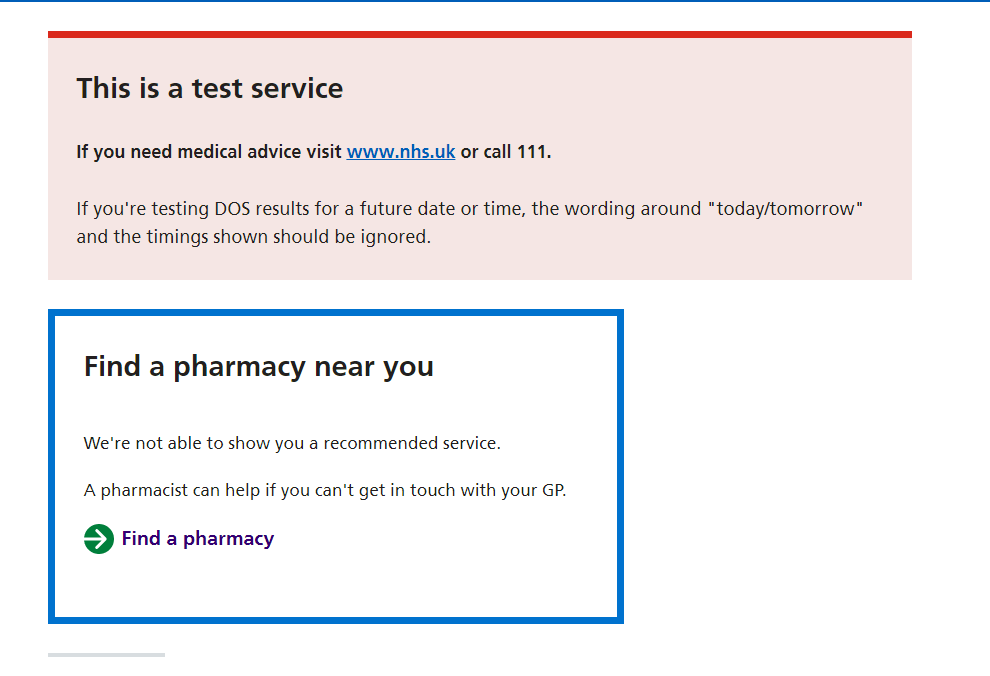 This is a test service
If you need medical advice visit www.nhs.uk or call 111.
If you're testing DOS results for a future date or time, the wording around "today/tomorrow"
and the timings shown should be ignored.
Find a pharmacy near you
We're not able to show you a recommended service.
A pharmacist can help if you can't get in touch with your GP.
Find a pharmacy